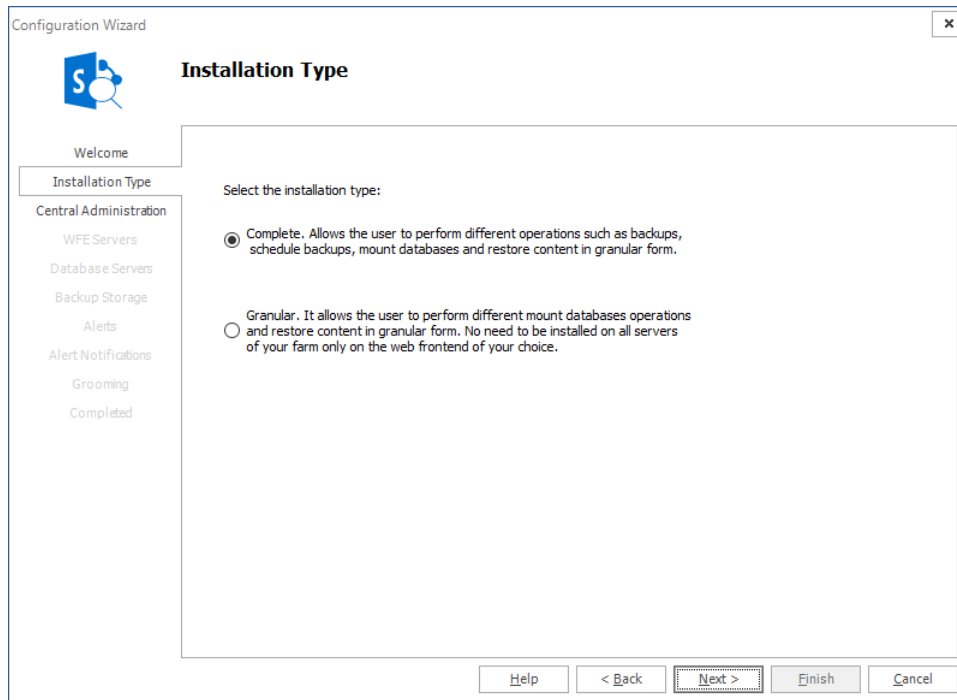 Configuration Wizard
S
Installation Type
Welcome
Installation Type
Central Administration
WFE Servers
Database Servers
Backup Storage
Alerts
Alert Notifications
Grooming
Completed
Select the installation type:
Complete. Allows the user to perform different operations such as backups,
schedule backups, mount databases and restore content in granular form.
Granular. It allows the user to perform different mount databases operations
and restore content in granular form. No need to be installed on all servers
of your farm only on the web frontend of your choice.
Help
< Back
Next >
Finish
Cancel